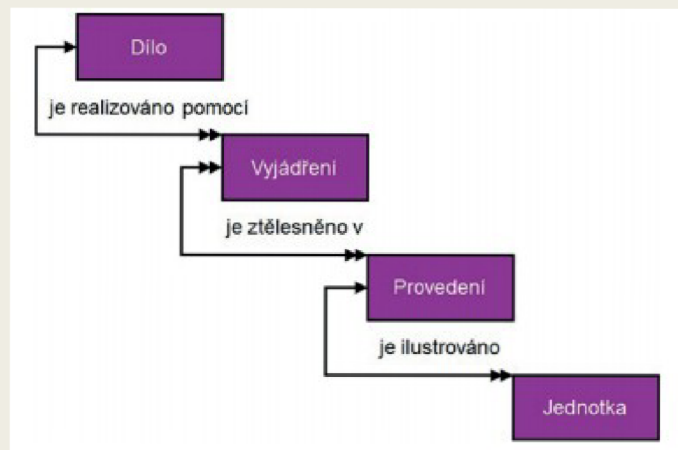 Dílo
je realizováno pomocí
Vyjádření
je ztělesněno v
Provedení
je ilustrováno
Jednotka